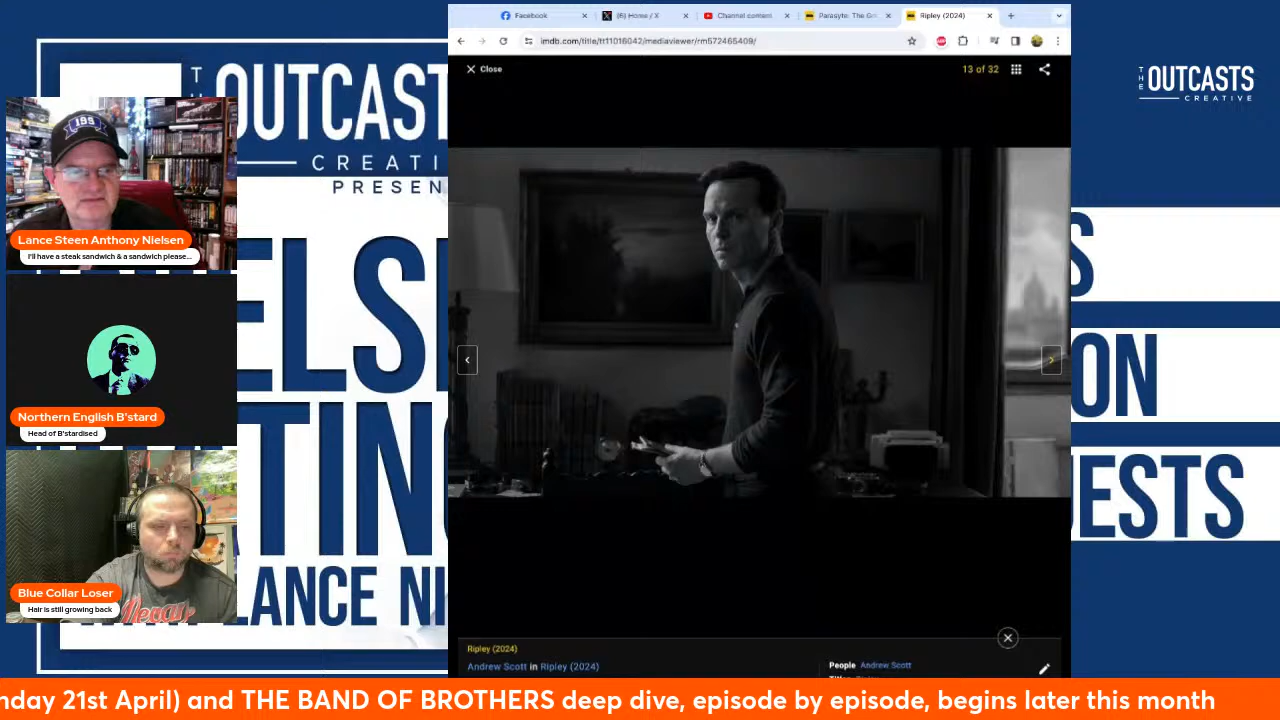 Facebook
(6) Home / X
Channel content
Parasyte: The Gr
Ripley (2024)
imdb.com/title/tt11016042/mediaviewer/rm572465409/
Close
13 of 32
THE OUTCASTS
CREATIVE
THE OUTCAST
CREATI
PRESEN
ELS
TIN
LANCE NI
S
ON
UESTS
195
Lance Steen Anthony Nielsen
I'll have a steak sandwich & a sandwich please...
Northern English B'stard
Head of B'stardised
Blue Collar Loser
Hair is still growing back
Ripley (2024)
Andrew Scott in Ripley (2024)
People Andrew Scott
nday 21st April) and THE BAND OF BROTHERS deep dive, episode by episode, begins later this month